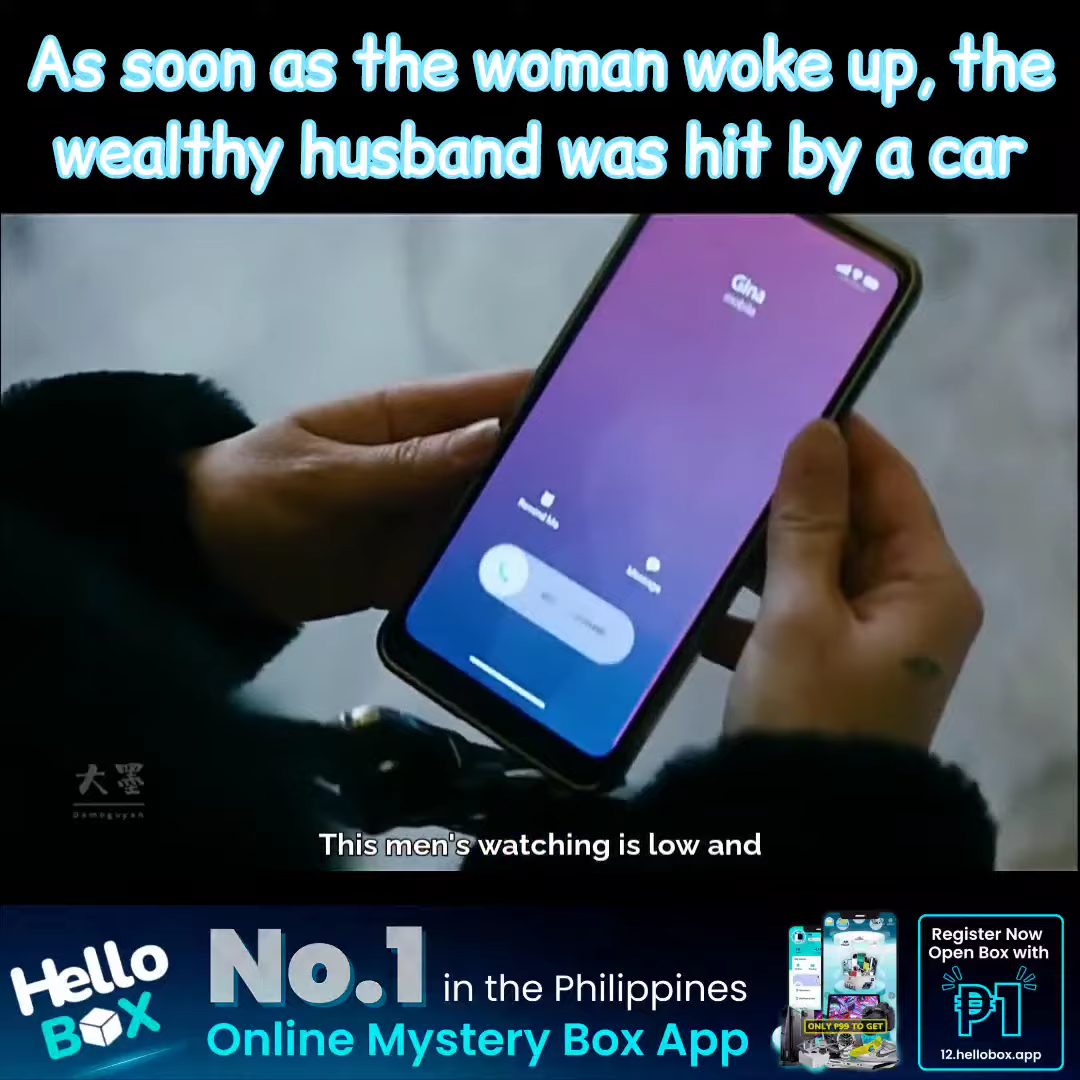 As soon as the woman woke up, the
wealthy husband was hit by a car
Gina
mobile
Remind Me
Message
大墨
Damoguyan
This men's watching is low and
Hello
BOX
No.1 in the Philippines
Online Mystery Box App
ONLY ₱99 TO GET
Register Now
Open Box with
₱1
12.hellobox.app